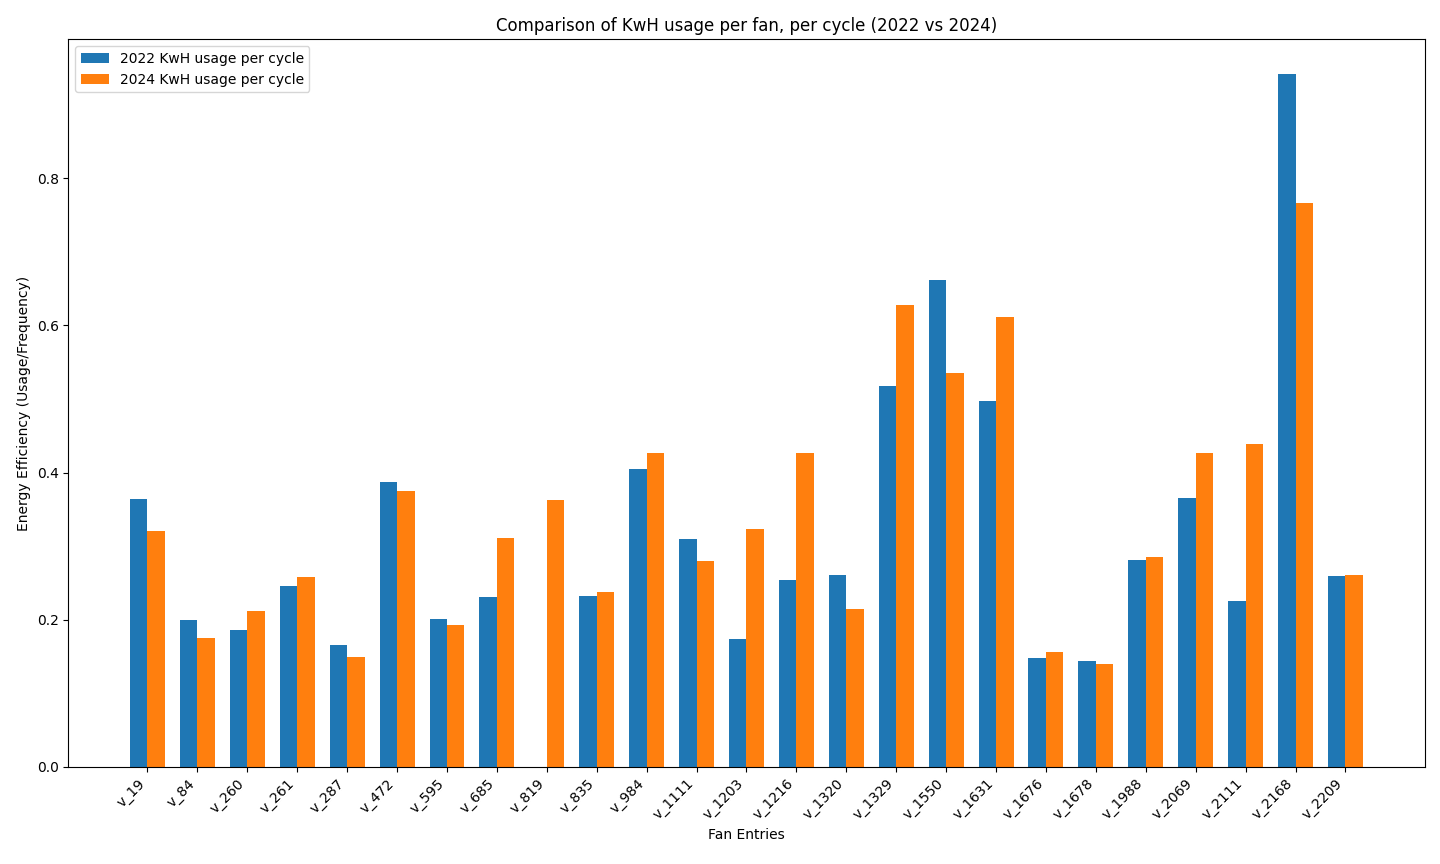 Comparison of KwH usage per fan, per cycle (2022 vs 2024)
2022 KwH usage per cycle
2024 KwH usage per cycle
Energy Efficiency (Usage/Frequency)
0.8
0.6
0.4
0.2
0.0
v_19
v_84
v_260
v_261
v_287
v_472
v_595
v_685
v_819
v_835
v_984
v_1111
v_1203
v_1216
v_1320
v_1329
v_1550
v_1631
v_1676
v_1678
v_1988
v_2069
v_2111
v_2168
v_2209
Fan Entries